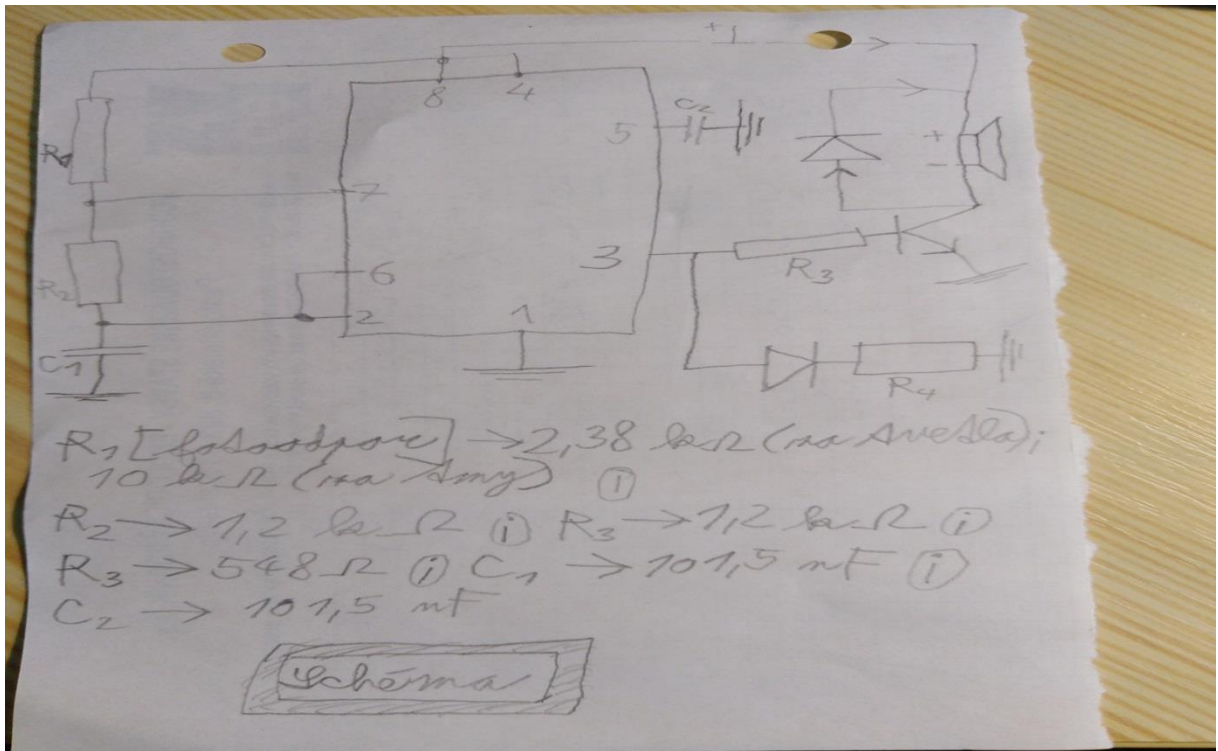 +1
8 4
R1
C2
5
+
7
−
3
R3
R2
6
2
1
C1
R4
R1 [fotoodpor] → 2,38 kΩ (na světla);
10 kΩ (na tmy) ;
R2 → 1,2 kΩ ; R3 → 1,2 kΩ ;
R3 → 548 Ω ; C1 → 101,5 nF ;
C2 → 101,5 nF
Schéma